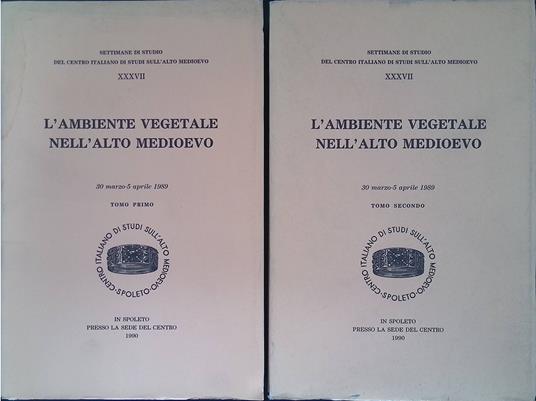 SETTIMANE DI STUDIO
DEL CENTRO ITALIANO DI STUDI SULL'ALTO MEDIOEVO
XXXVII
L'AMBIENTE VEGETALE
NELL'ALTO MEDIOEVO
30 marzo-5 aprile 1989
TOMO PRIMO
CENTRO ITALIANO DI STUDI SULL'ALTO MEDIOEVO
·SPOLETO·
IN SPOLETO
PRESSO LA SEDE DEL CENTRO
1990
SETTIMANE DI STUDIO
DEL CENTRO ITALIANO DI STUDI SULL'ALTO MEDIOEVO
XXXVII
L'AMBIENTE VEGETALE
NELL'ALTO MEDIOEVO
30 marzo-5 aprile 1989
TOMO SECONDO
CENTRO ITALIANO DI STUDI SULL'ALTO MEDIOEVO
·SPOLETO·
IN SPOLETO
PRESSO LA SEDE DEL CENTRO
1990